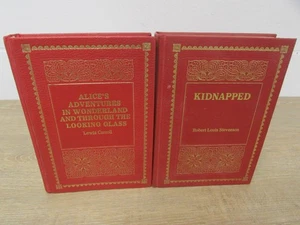 ALICE'S
ADVENTURES
IN WONDERLAND
AND THROUGH THE
LOOKING GLASS
Lewis Carroll
KIDNAPPED
Robert Louis Stevenson